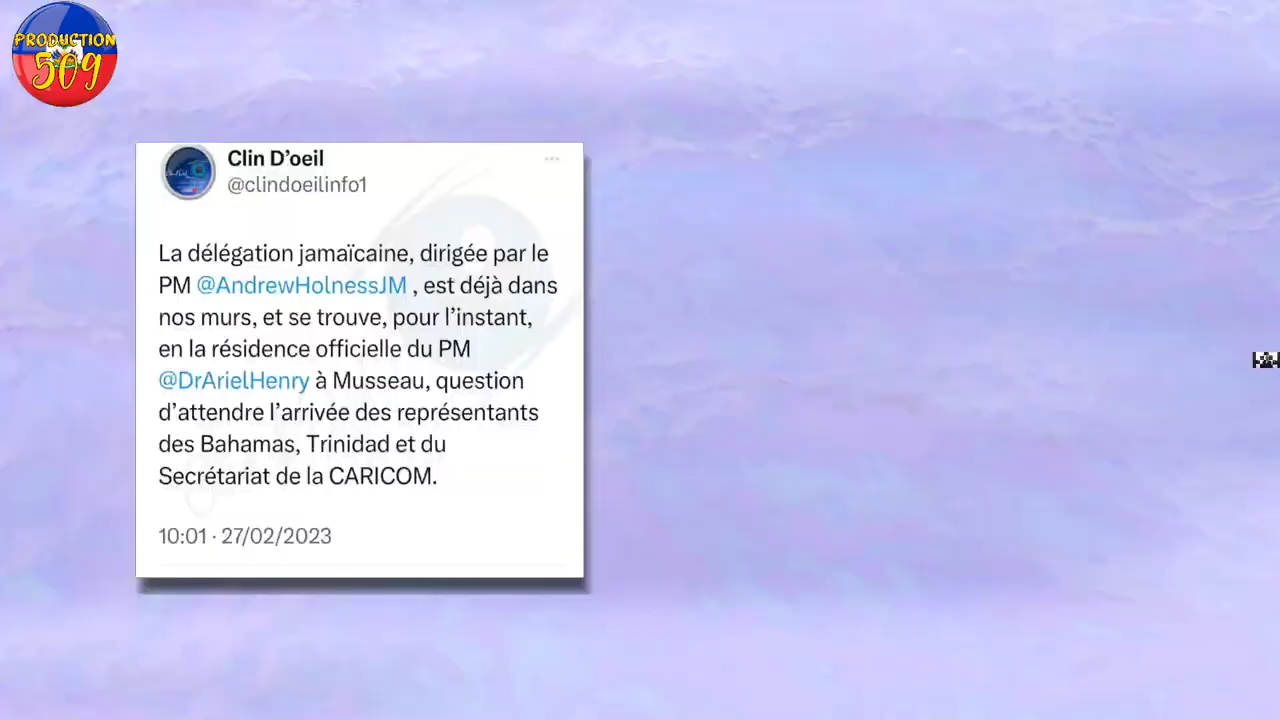 PRODUCTION
509
Clin D’oeil
@clindoeilinfo1
La délégation jamaïcaine, dirigée par le
PM @AndrewHolnessJM , est déjà dans
nos murs, et se trouve, pour l’instant,
en la résidence officielle du PM
@DrArielHenry à Musseau, question
d’attendre l’arrivée des représentants
des Bahamas, Trinidad et du
Secrétariat de la CARICOM.
10:01 · 27/02/2023